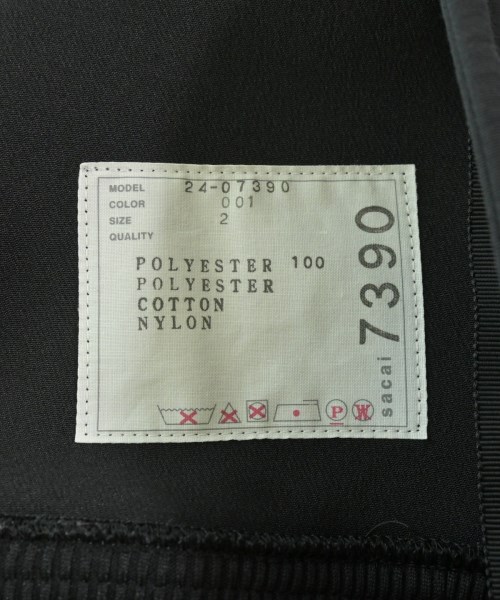 MODEL 24-07390
COLOR 001
SIZE 2
QUALITY
POLYESTER 100
POLYESTER
COTTON
NYLON
P W
sacai 7390